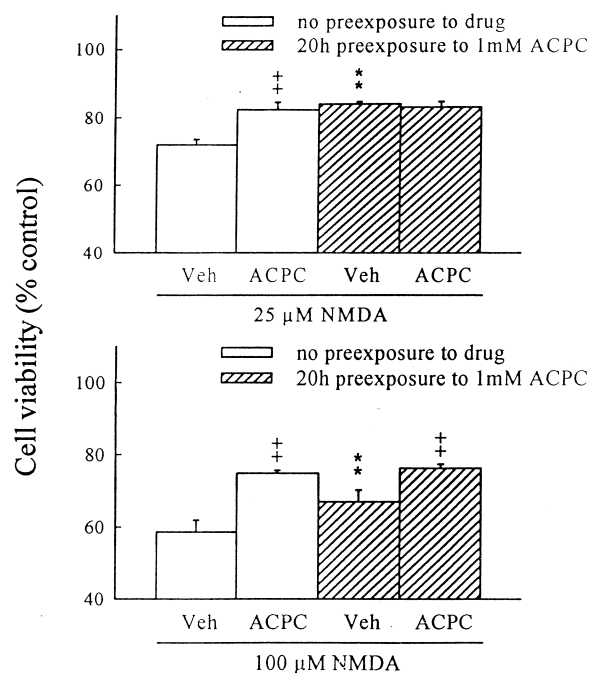 no preexposure to drug
20h preexposure to 1mM ACPC
100
80
60
40
++
**
Veh ACPC Veh ACPC
25 µM NMDA
Cell viability (% control)
no preexposure to drug
20h preexposure to 1mM ACPC
100
80
60
40
++
**
++
Veh ACPC Veh ACPC
100 µM NMDA